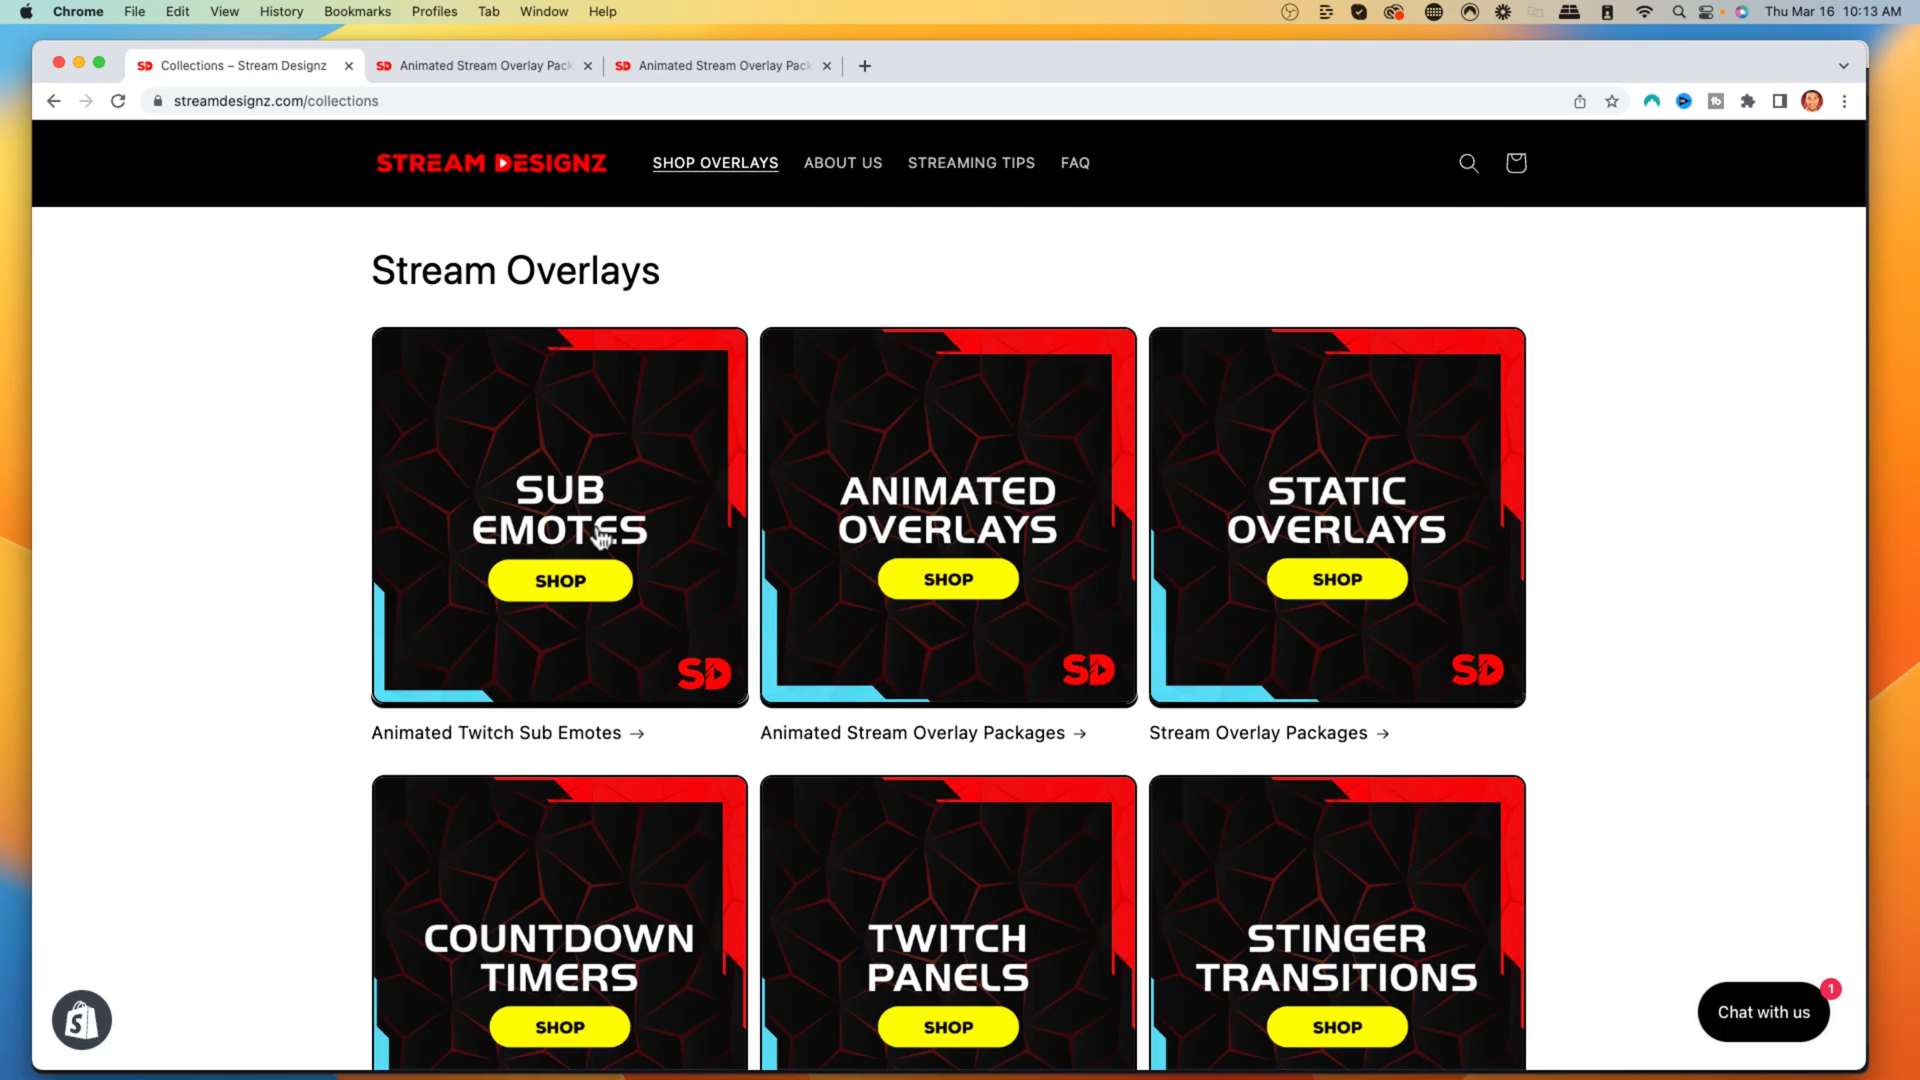 Chrome File Edit View History Bookmarks Profiles Tab Window Help Thu Mar 16 10:13 AM
SD Collections – Stream Designz SD Animated Stream Overlay Pack SD Animated Stream Overlay Pack
streamdesignz.com/collections
STREAM DESIGNZ SHOP OVERLAYS ABOUT US STREAMING TIPS FAQ
Stream Overlays
SUB
EMOTES
SHOP
SD
ANIMATED
OVERLAYS
SHOP
SD
STATIC
OVERLAYS
SHOP
SD
Animated Twitch Sub Emotes →
Animated Stream Overlay Packages →
Stream Overlay Packages →
COUNTDOWN
TIMERS
SHOP
TWITCH
PANELS
SHOP
STINGER
TRANSITIONS
SHOP
1
Chat with us